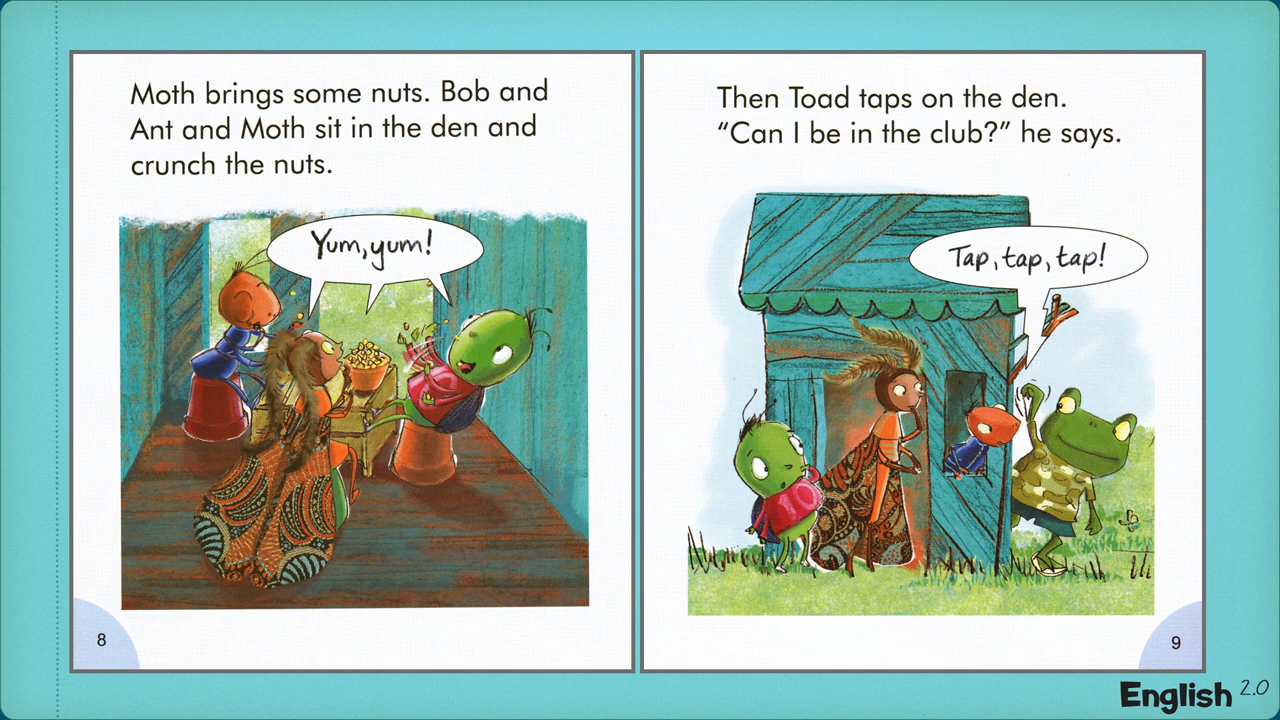 Moth brings some nuts. Bob and
Ant and Moth sit in the den and
crunch the nuts.
Yum, yum!
8
Then Toad taps on the den.
“Can I be in the club?” he says.
Tap, tap, tap!
9
English 2.0